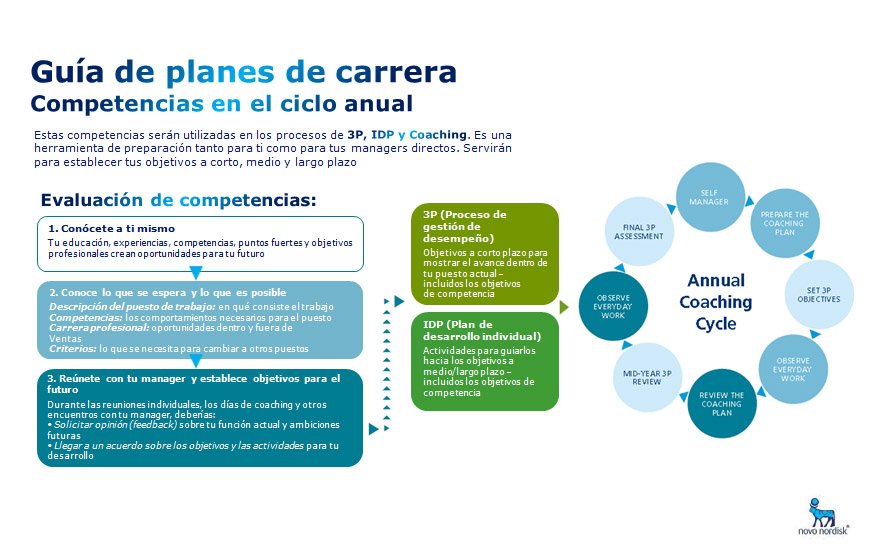 Guía de planes de carrera
Competencias en el ciclo anual
Estas competencias serán utilizadas en los procesos de 3P, IDP y Coaching. Es una
herramienta de preparación tanto para ti como para tus managers directos. Servirán
para establecer tus objetivos a corto, medio y largo plazo
Evaluación de competencias:
1. Conócete a ti mismo
Tu educación, experiencias, competencias, puntos fuertes y objetivos
profesionales crean oportunidades para tu futuro
2. Conoce lo que se espera y lo que es posible
Descripción del puesto de trabajo: en qué consiste el trabajo
Competencias: los comportamientos necesarios para el puesto
Carrera profesional: oportunidades dentro y fuera de
Ventas
Criterios: lo que se necesita para cambiar a otros puestos
3. Reúnete con tu manager y establece objetivos para el
futuro
Durante las reuniones individuales, los días de coaching y otros
encuentros con tu manager, deberías:
• Solicitar opinión (feedback) sobre tu función actual y ambiciones
futuras
• Llegar a un acuerdo sobre los objetivos y las actividades para tu
desarrollo
3P (Proceso de
gestión de
desempeño)
Objetivos a corto plazo para
mostrar el avance dentro de
tu puesto actual –
incluidos los objetivos
de competencia
IDP (Plan de
desarrollo individual)
Actividades para guiarlos
hacia los objetivos a
medio/largo plazo –
incluidos los objetivos de
competencia
Annual
Coaching
Cycle
SELF
MANAGER
PREPARE THE
COACHING
PLAN
SET 3P
OBJECTIVES
OBSERVE
EVERYDAY
WORK
REVIEW THE
COACHING
PLAN
MID-YEAR 3P
REVIEW
OBSERVE
EVERYDAY
WORK
FINAL 3P
ASSESSMENT
novo nordisk®